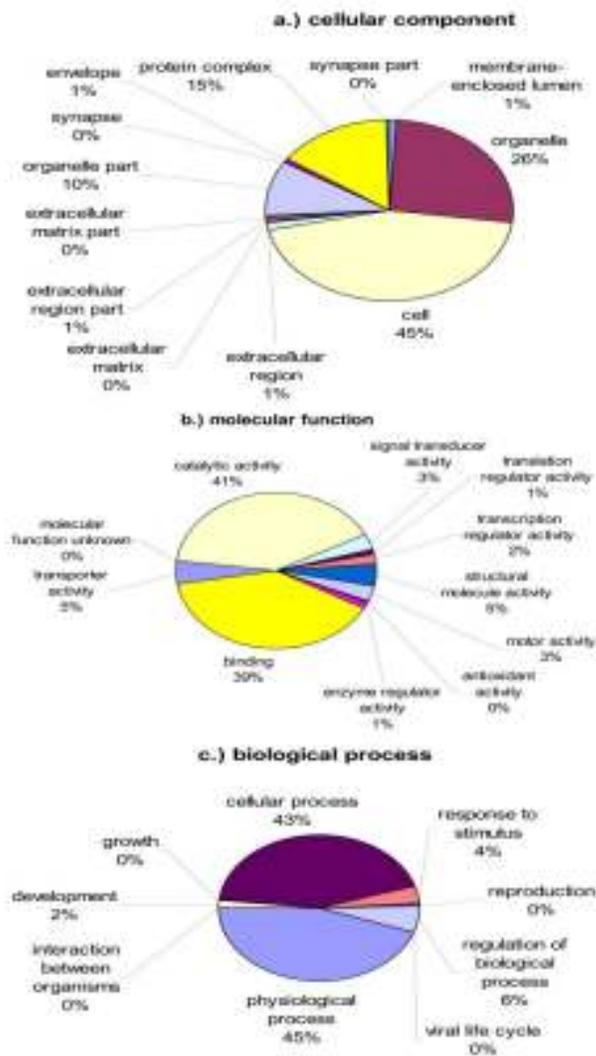 a.) cellular component
protein complex
15%
synapse part
0%
membrane-
enclosed lumen
1%
envelope
1%
organelle
26%
synapse
0%
organelle part
10%
extracellular
matrix part
0%
extracellular
region part
1%
extracellular
matrix
0%
extracellular
region
1%
cell
45%
b.) molecular function
catalytic activity
41%
signal transducer
activity
3%
translation
regulator activity
1%
transcription
regulator activity
2%
molecular
function unknown
0%
transporter
activity
5%
structural
molecule activity
5%
motor activity
3%
antioxidant
activity
0%
enzyme regulator
activity
1%
binding
39%
c.) biological process
cellular process
43%
response to
stimulus
4%
growth
0%
reproduction
0%
development
2%
regulation of
biological
process
6%
interaction
between
organisms
0%
physiological
process
45%
viral life cycle
0%